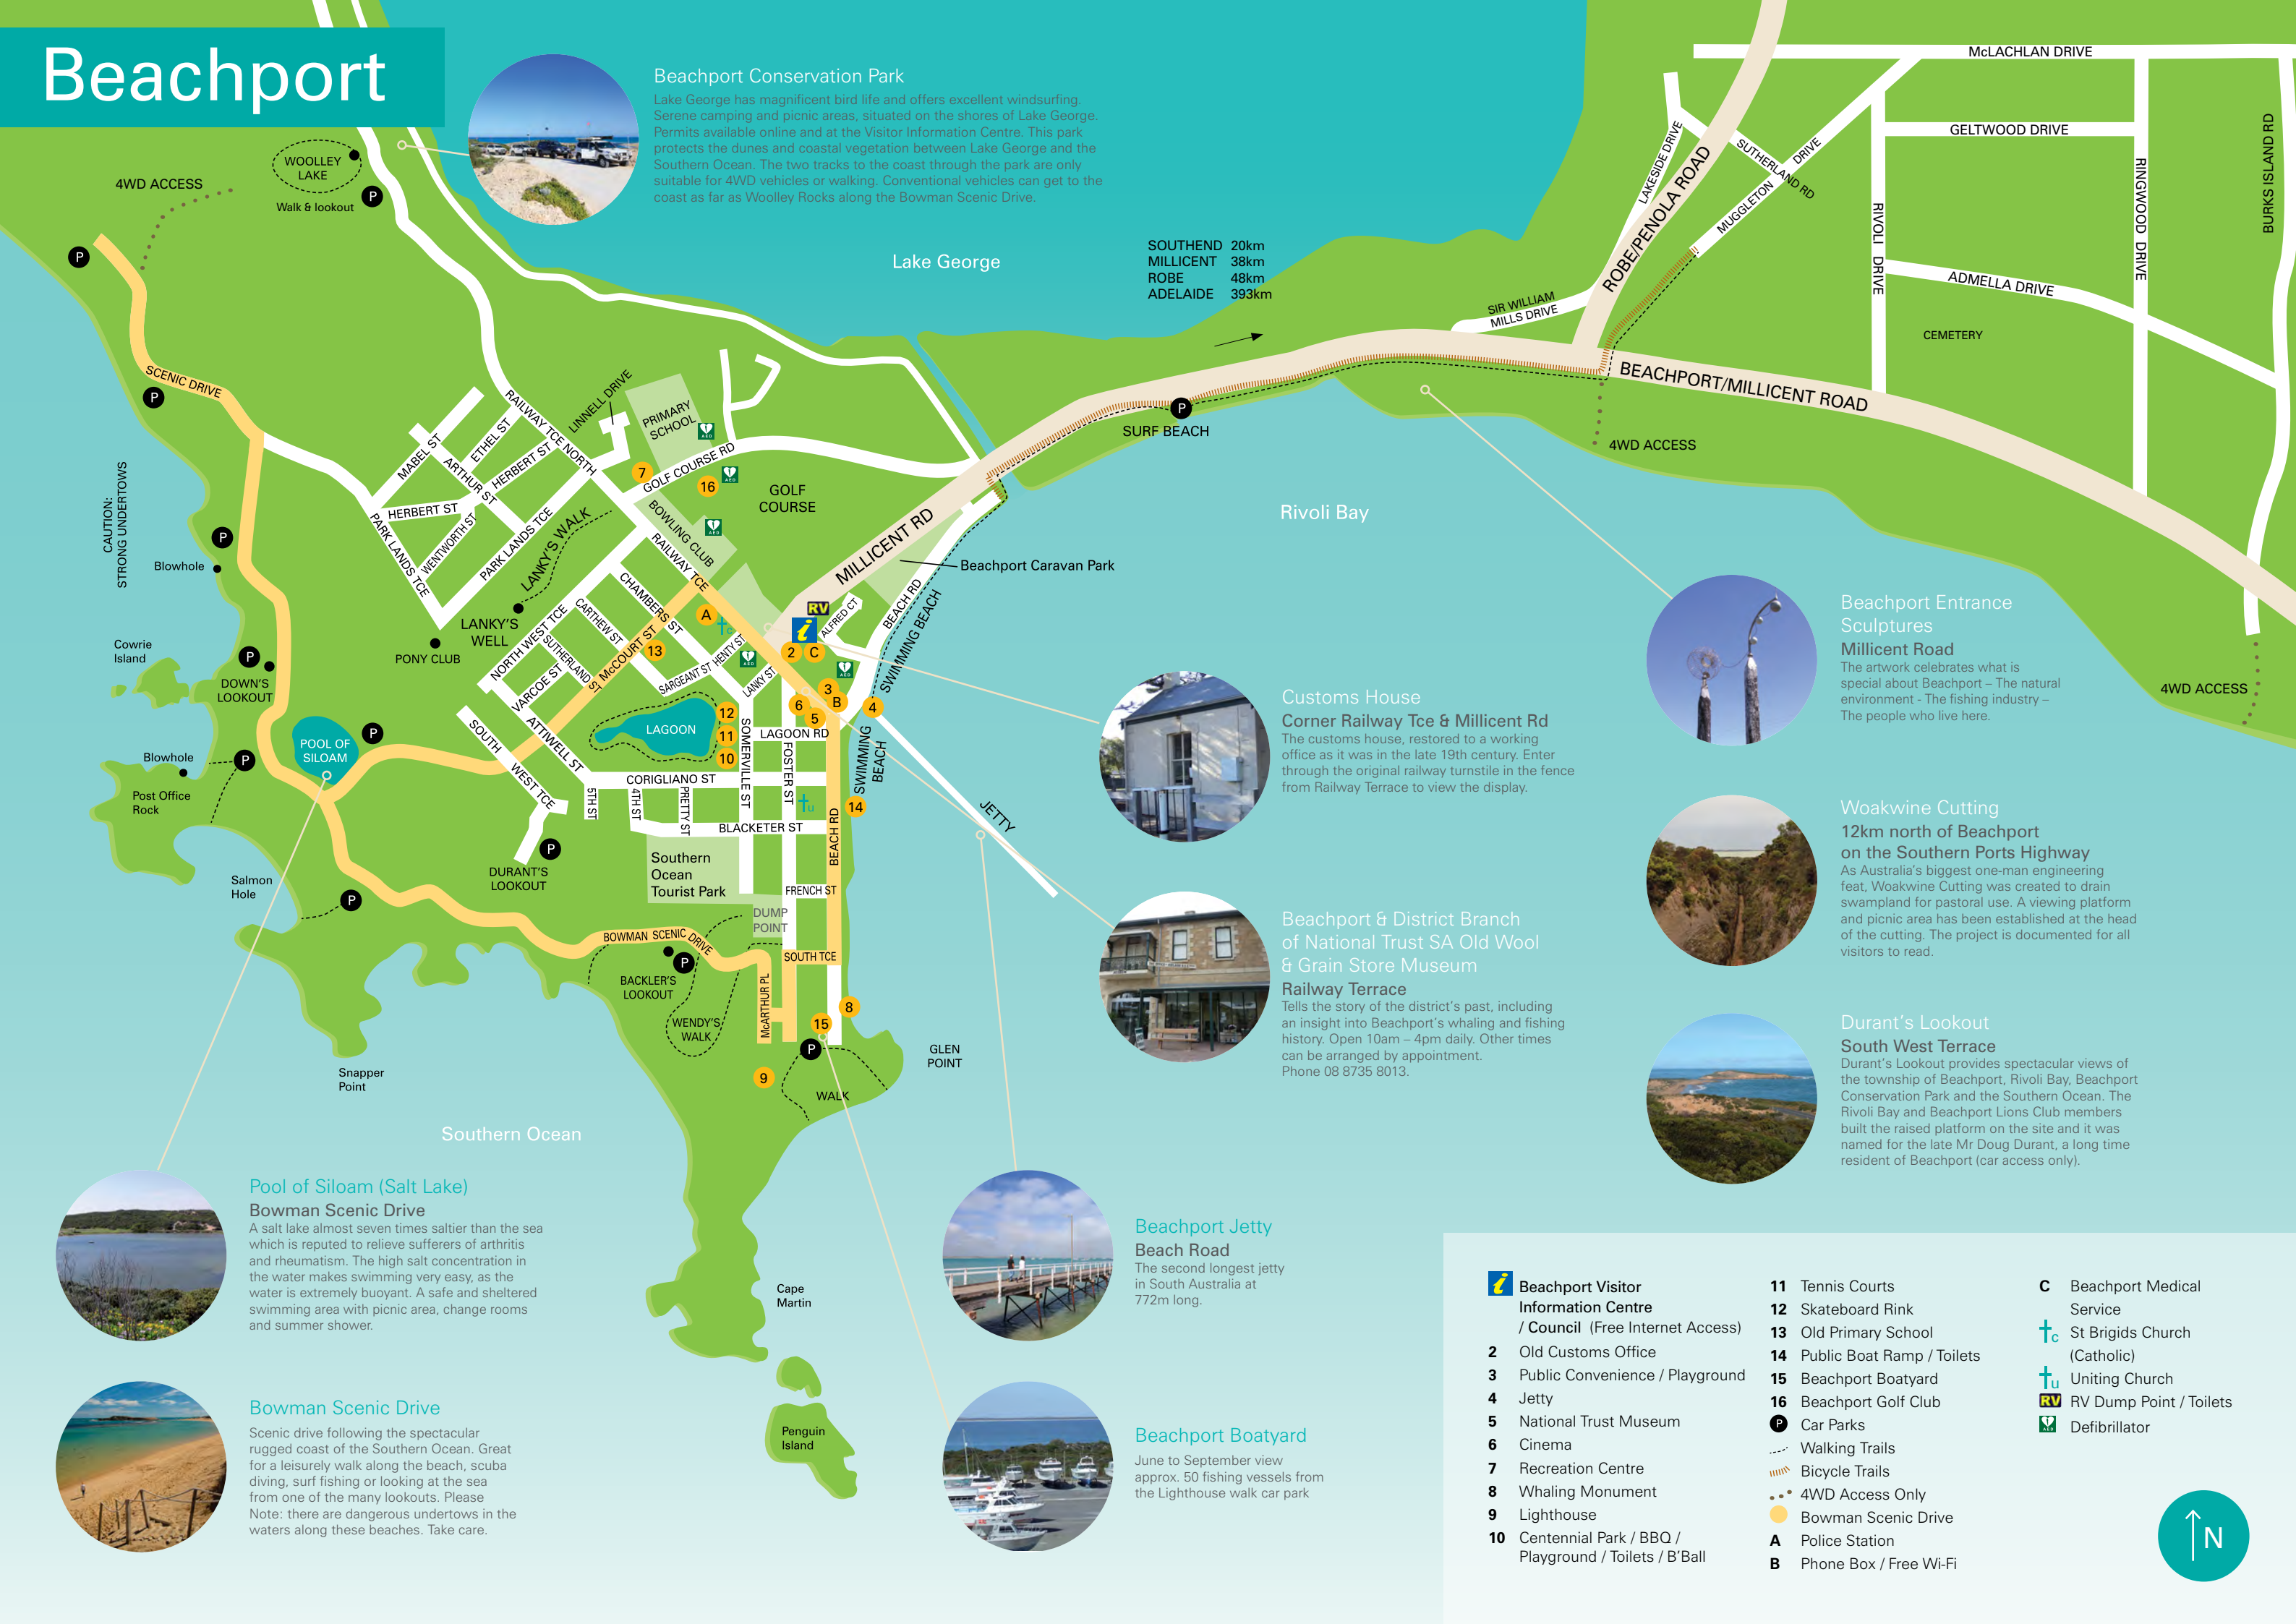 Beachport
Beachport Conservation Park
Lake George has magnificent bird life and offers excellent windsurfing.
Serene camping and picnic areas, situated on the shores of Lake George.
Permits available online and at the Visitor Information Centre. This park
protects the dunes and coastal vegetation between Lake George and the
Southern Ocean. The two tracks to the coast through the park are only
suitable for 4WD vehicles or walking. Conventional vehicles can get to the
coast as far as Woolley Rocks along the Bowman Scenic Drive.
WOOLLEY
LAKE
Walk & lookout
P
4WD ACCESS
P
SCENIC DRIVE
P
Lake George
SOUTHEND 20km
MILLICENT 38km
ROBE 48km
ADELAIDE 393km
McLACHLAN DRIVE
GELTWOOD DRIVE
LAKESIDE DRIVE
SUTHERLAND RD
MUGGLETON DRIVE
ROBE/PENOLA ROAD
RIVOLI DRIVE
RINGWOOD DRIVE
BURKS ISLAND RD
ADMELLA DRIVE
CEMETERY
SIR WILLIAM
MILLS DRIVE
BEACHPORT/MILLICENT ROAD
4WD ACCESS
4WD ACCESS
P
SURF BEACH
Rivoli Bay
LINNELL DRIVE
PRIMARY
SCHOOL
AED
RAILWAY TCE NORTH
GOLF COURSE RD
7
16
AED
GOLF
COURSE
BOWLING CLUB
AED
MABEL ST
ETHEL ST
ARTHUR ST
HERBERT ST
HERBERT ST
WENTWORTH ST
PARK LANDS TCE
PARK LANDS TCE
LANKY'S WALK
LANKY'S
WELL
PONY CLUB
RAILWAY TCE
MILLICENT RD
Beachport Caravan Park
BEACH RD
SWIMMING BEACH
ALFRED CT
RV
i
2
C
A
c
AED
AED
CHAMBERS ST
CARTHEW ST
SUTHERLAND ST
NORTH WEST TCE
McCOURT ST
13
SARGEANT ST
HENTY ST
LANKY ST
VARCOE ST
ATTIWELL ST
SOUTH
WEST TCE
LAGOON
12
11
10
3
B
6
5
4
LAGOON RD
SOMERVILLE ST
FOSTER ST
SWIMMING
BEACH
JETTY
CORIGLIANO ST
5TH ST
4TH ST
PRETTY ST
u
14
BLACKETER ST
BEACH RD
Southern
Ocean
Tourist Park
FRENCH ST
DUMP
POINT
SOUTH TCE
BOWMAN SCENIC DRIVE
P
BACKLER'S
LOOKOUT
WENDY'S
WALK
McARTHUR PL
8
15
P
9
WALK
GLEN
POINT
P
DURANT'S
LOOKOUT
CAUTION:
STRONG UNDERTOWS
P
Blowhole
Cowrie
Island
P
DOWN'S
LOOKOUT
POOL OF
SILOAM
P
P
Blowhole
Post Office
Rock
Salmon
Hole
P
Snapper
Point
Southern Ocean
Cape
Martin
Penguin
Island
Customs House
Corner Railway Tce & Millicent Rd
The customs house, restored to a working
office as it was in the late 19th century. Enter
through the original railway turnstile in the fence
from Railway Terrace to view the display.
Beachport & District Branch
of National Trust SA Old Wool
& Grain Store Museum
Railway Terrace
Tells the story of the district's past, including
an insight into Beachport's whaling and fishing
history. Open 10am – 4pm daily. Other times
can be arranged by appointment.
Phone 08 8735 8013.
Beachport Entrance
Sculptures
Millicent Road
The artwork celebrates what is
special about Beachport – The natural
environment - The fishing industry –
The people who live here.
Woakwine Cutting
12km north of Beachport
on the Southern Ports Highway
As Australia's biggest one-man engineering
feat, Woakwine Cutting was created to drain
swampland for pastoral use. A viewing platform
and picnic area has been established at the head
of the cutting. The project is documented for all
visitors to read.
Durant's Lookout
South West Terrace
Durant's Lookout provides spectacular views of
the township of Beachport, Rivoli Bay, Beachport
Conservation Park and the Southern Ocean. The
Rivoli Bay and Beachport Lions Club members
built the raised platform on the site and it was
named for the late Mr Doug Durant, a long time
resident of Beachport (car access only).
Pool of Siloam (Salt Lake)
Bowman Scenic Drive
A salt lake almost seven times saltier than the sea
which is reputed to relieve sufferers of arthritis
and rheumatism. The high salt concentration in
the water makes swimming very easy, as the
water is extremely buoyant. A safe and sheltered
swimming area with picnic area, change rooms
and summer shower.
Bowman Scenic Drive
Scenic drive following the spectacular
rugged coast of the Southern Ocean. Great
for a leisurely walk along the beach, scuba
diving, surf fishing or looking at the sea
from one of the many lookouts. Please
Note: there are dangerous undertows in the
waters along these beaches. Take care.
Beachport Jetty
Beach Road
The second longest jetty
in South Australia at
772m long.
Beachport Boatyard
June to September view
approx. 50 fishing vessels from
the Lighthouse walk car park
i Beachport Visitor
Information Centre
/ Council (Free Internet Access)
2 Old Customs Office
3 Public Convenience / Playground
4 Jetty
5 National Trust Museum
6 Cinema
7 Recreation Centre
8 Whaling Monument
9 Lighthouse
10 Centennial Park / BBQ /
Playground / Toilets / B'Ball
11 Tennis Courts
12 Skateboard Rink
13 Old Primary School
14 Public Boat Ramp / Toilets
15 Beachport Boatyard
16 Beachport Golf Club
P Car Parks
Walking Trails
Bicycle Trails
4WD Access Only
Bowman Scenic Drive
A Police Station
B Phone Box / Free Wi-Fi
C Beachport Medical
Service
c St Brigids Church
(Catholic)
u Uniting Church
RV RV Dump Point / Toilets
AED Defibrillator
N